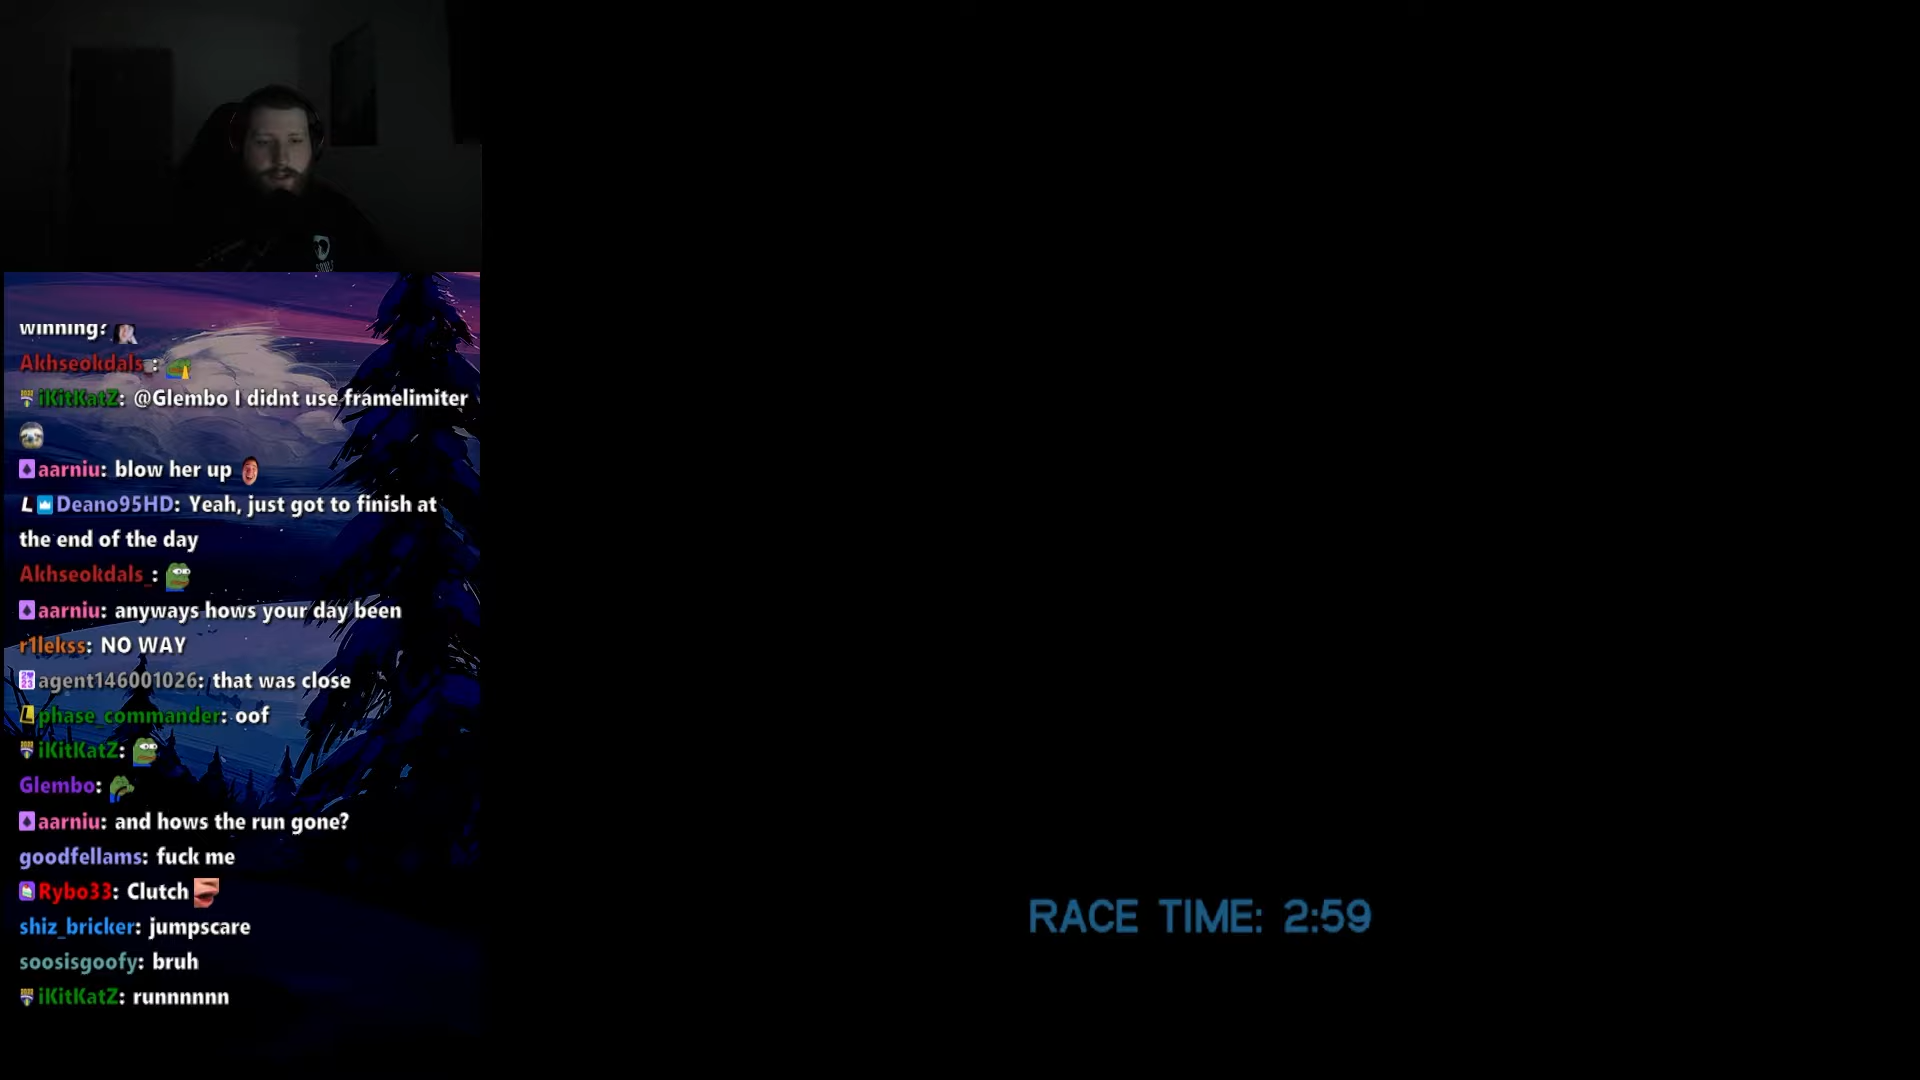 winning?
Akhseokdals_:
iKitKatZ: @Glembo I didnt use framelimiter
aarniu: blow her up
L Deano95HD: Yeah, just got to finish at
the end of the day
Akhseokdals_:
aarniu: anyways hows your day been
r1lekss: NO WAY
agent146001026: that was close
phase_commander: oof
iKitKatZ:
Glembo:
aarniu: and hows the run gone?
goodfellams: fuck me
Rybo33: Clutch
shiz_bricker: jumpscare
RACE TIME: 2:59
soosisgoofy: bruh
iKitKatZ: runnnnnn